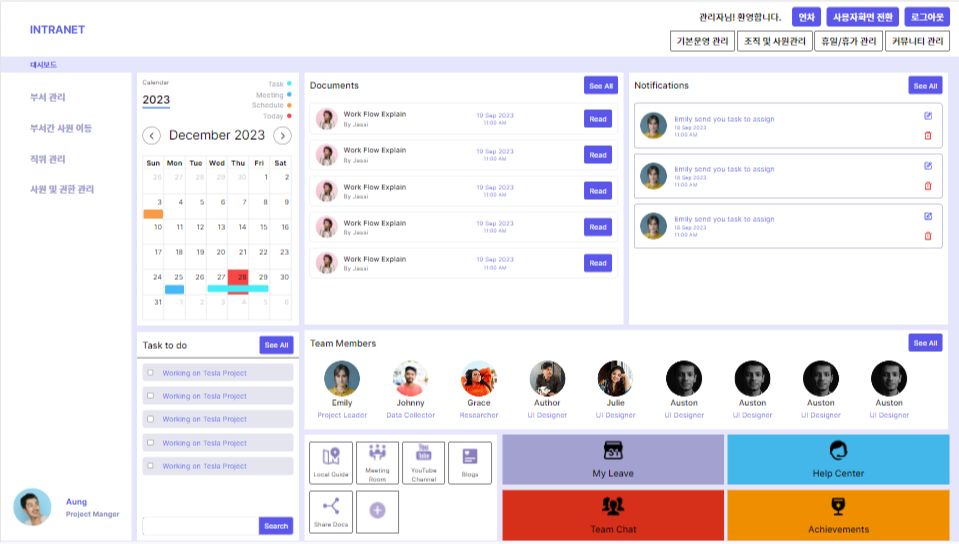 INTRANET
관리자님! 환영합니다.
연차
사용자화면 전환
로그아웃
기본운영 관리
조직 및 사원관리
휴일/휴가 관리
커뮤니티 관리
대시보드
부서 관리
부서간 사원 이동
직위 관리
사원 및 권한 관리
Aung
Project Manger
Calendar
2023
Task
Meeting
Schedule
Today
December 2023
Sun Mon Tue Wed Thu Fri Sat
26 27 28 29 30 1 2
3 4 5 6 7 8 9
10 11 12 13 14 15 16
17 18 19 20 21 22 23
24 25 26 27 28 29 30
31 1 2 3 4 5 6
Task to do
See All
Working on Tesla Project
Working on Tesla Project
Working on Tesla Project
Working on Tesla Project
Working on Tesla Project
Search
Documents
See All
Work Flow Explain
By Jassi
19 Sep 2023
11:00 AM
Read
Work Flow Explain
By Jassi
19 Sep 2023
11:00 AM
Read
Work Flow Explain
By Jassi
19 Sep 2023
11:00 AM
Read
Work Flow Explain
By Jassi
19 Sep 2023
11:00 AM
Read
Work Flow Explain
By Jassi
19 Sep 2023
11:00 AM
Read
Notifications
See All
Emily send you task to assign
18 Sep 2023
11:00 AM
Emily send you task to assign
18 Sep 2023
11:00 AM
Emily send you task to assign
18 Sep 2023
11:00 AM
Team Members
See All
Emily
Project Leader
Johnny
Data Collector
Grace
Researcher
Author
UI Designer
Julie
UI Designer
Auston
UI Designer
Auston
UI Designer
Auston
UI Designer
Auston
UI Designer
Local Guide
Meeting
Room
You
Tube
YouTube
Channel
Blogs
Share Docs
My Leave
Help Center
Team Chat
Achievements